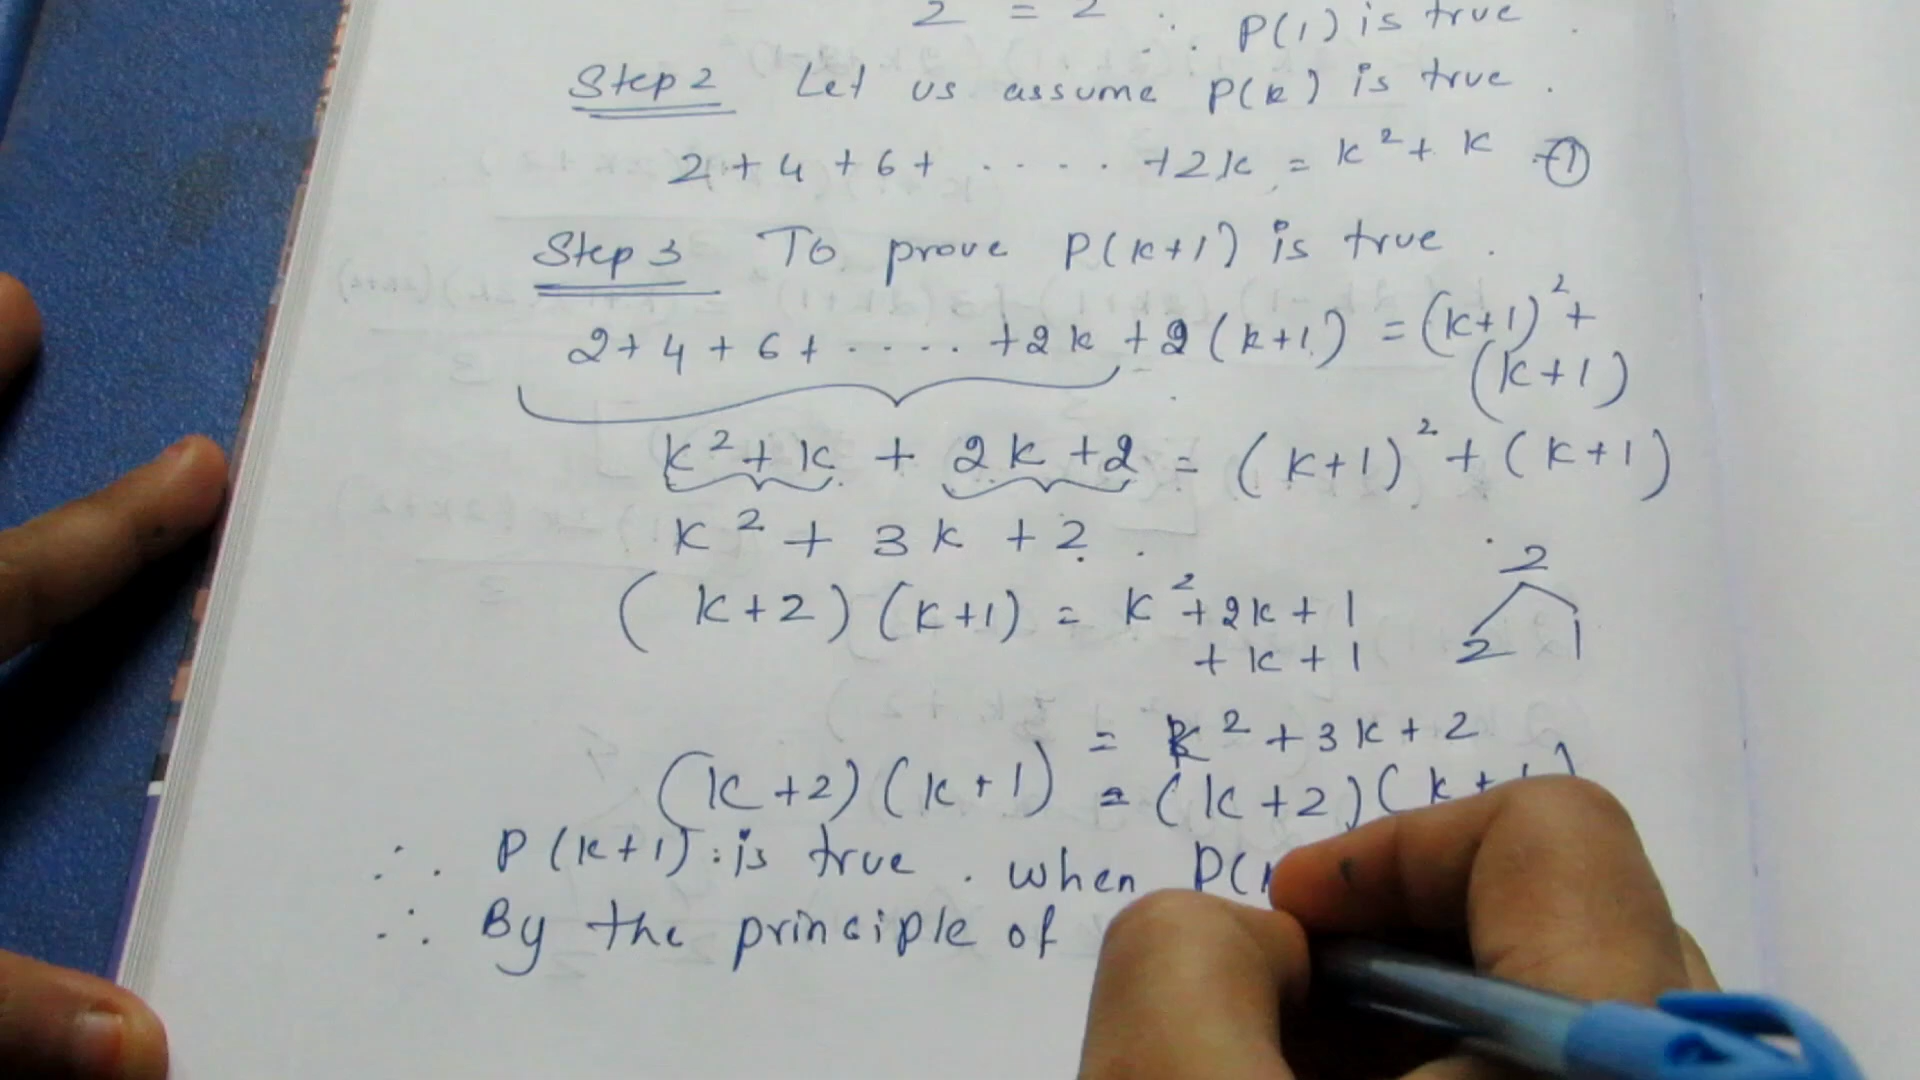 2 = 2 ∴ P(1) is true.
Step 2 Let us assume P(k) is true.
2 + 4 + 6 + ..... + 2k = k² + k -①
Step 3 To prove P(k+1) is true.
2 + 4 + 6 + ..... + 2k + 2(k+1) = (k+1)² +
(k+1)
k² + k + 2k + 2 = (k+1)² + (k+1)
k² + 3k + 2.
2
(k+2)(k+1) = k² + 2k + 1
+ k + 1
2 1
= k² + 3k + 2
(k+2)(k+1) = (k+2)(k+1)
∴ P(k+1) is true. when P(
∴ By the principle of